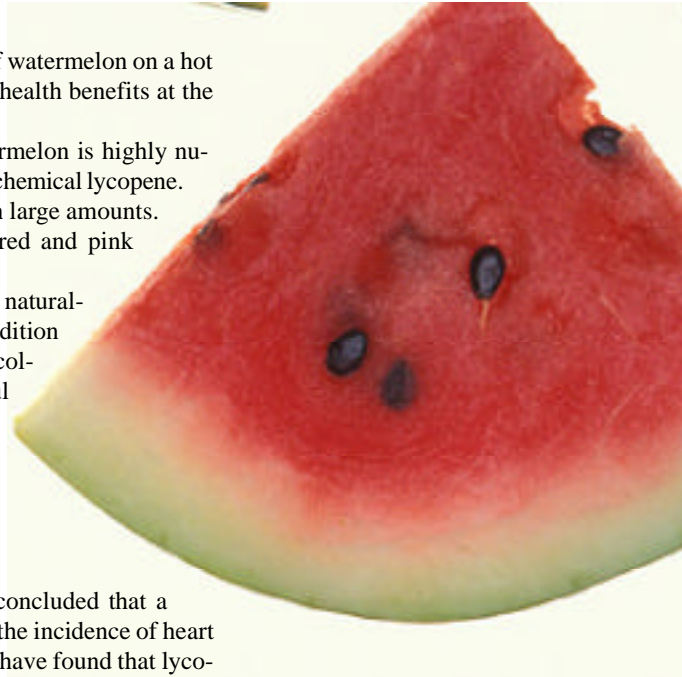 f watermelon on a hot
health benefits at the
rmelon is highly nu-
chemical lycopene.
n large amounts.
red and pink
natural-
dition
col-
l
concluded that a
the incidence of heart
have found that lyco-